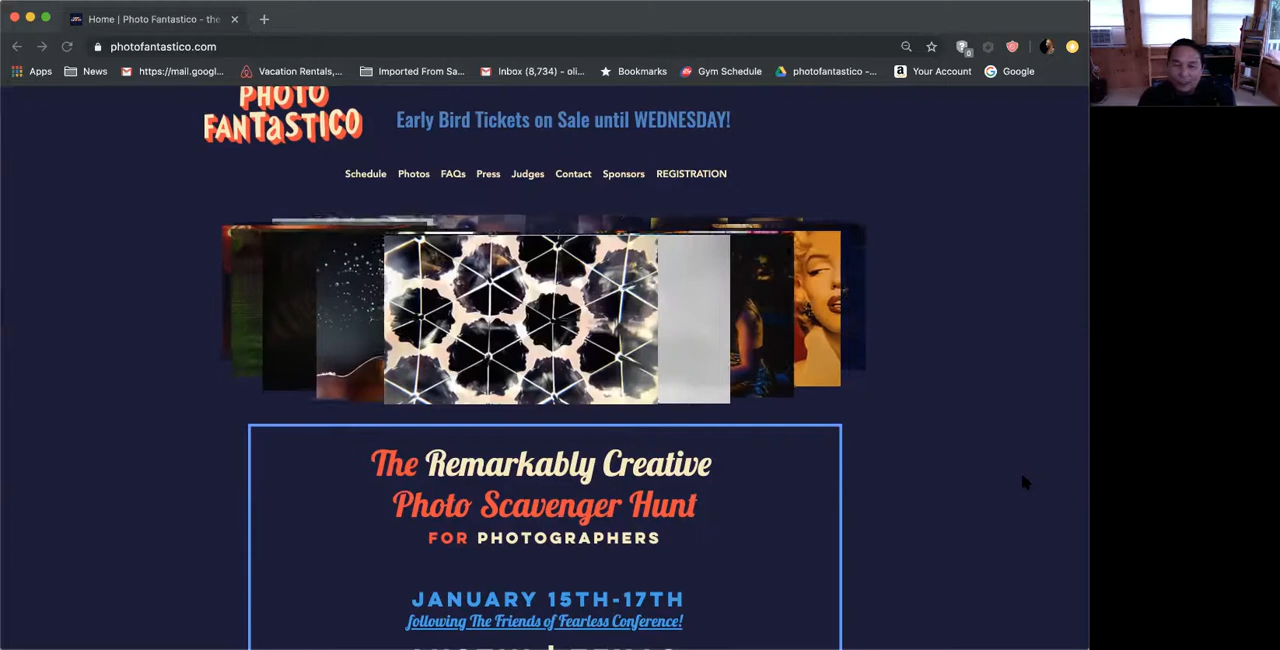 Home | Photo Fantastico - the
photofantastico.com
0
Apps News https://mail.googl... Vacation Rentals,... Imported From Sa... Inbox (8,734) - oli... Bookmarks Gym Schedule photofantastico -... Your Account Google
PHOTO
FANTaSTICO
Early Bird Tickets on Sale until WEDNESDAY!
Schedule Photos FAQs Press Judges Contact Sponsors REGISTRATION
The Remarkably Creative
Photo Scavenger Hunt
FOR PHOTOGRAPHERS
JANUARY 15TH-17TH
following The Friends of Fearless Conference!